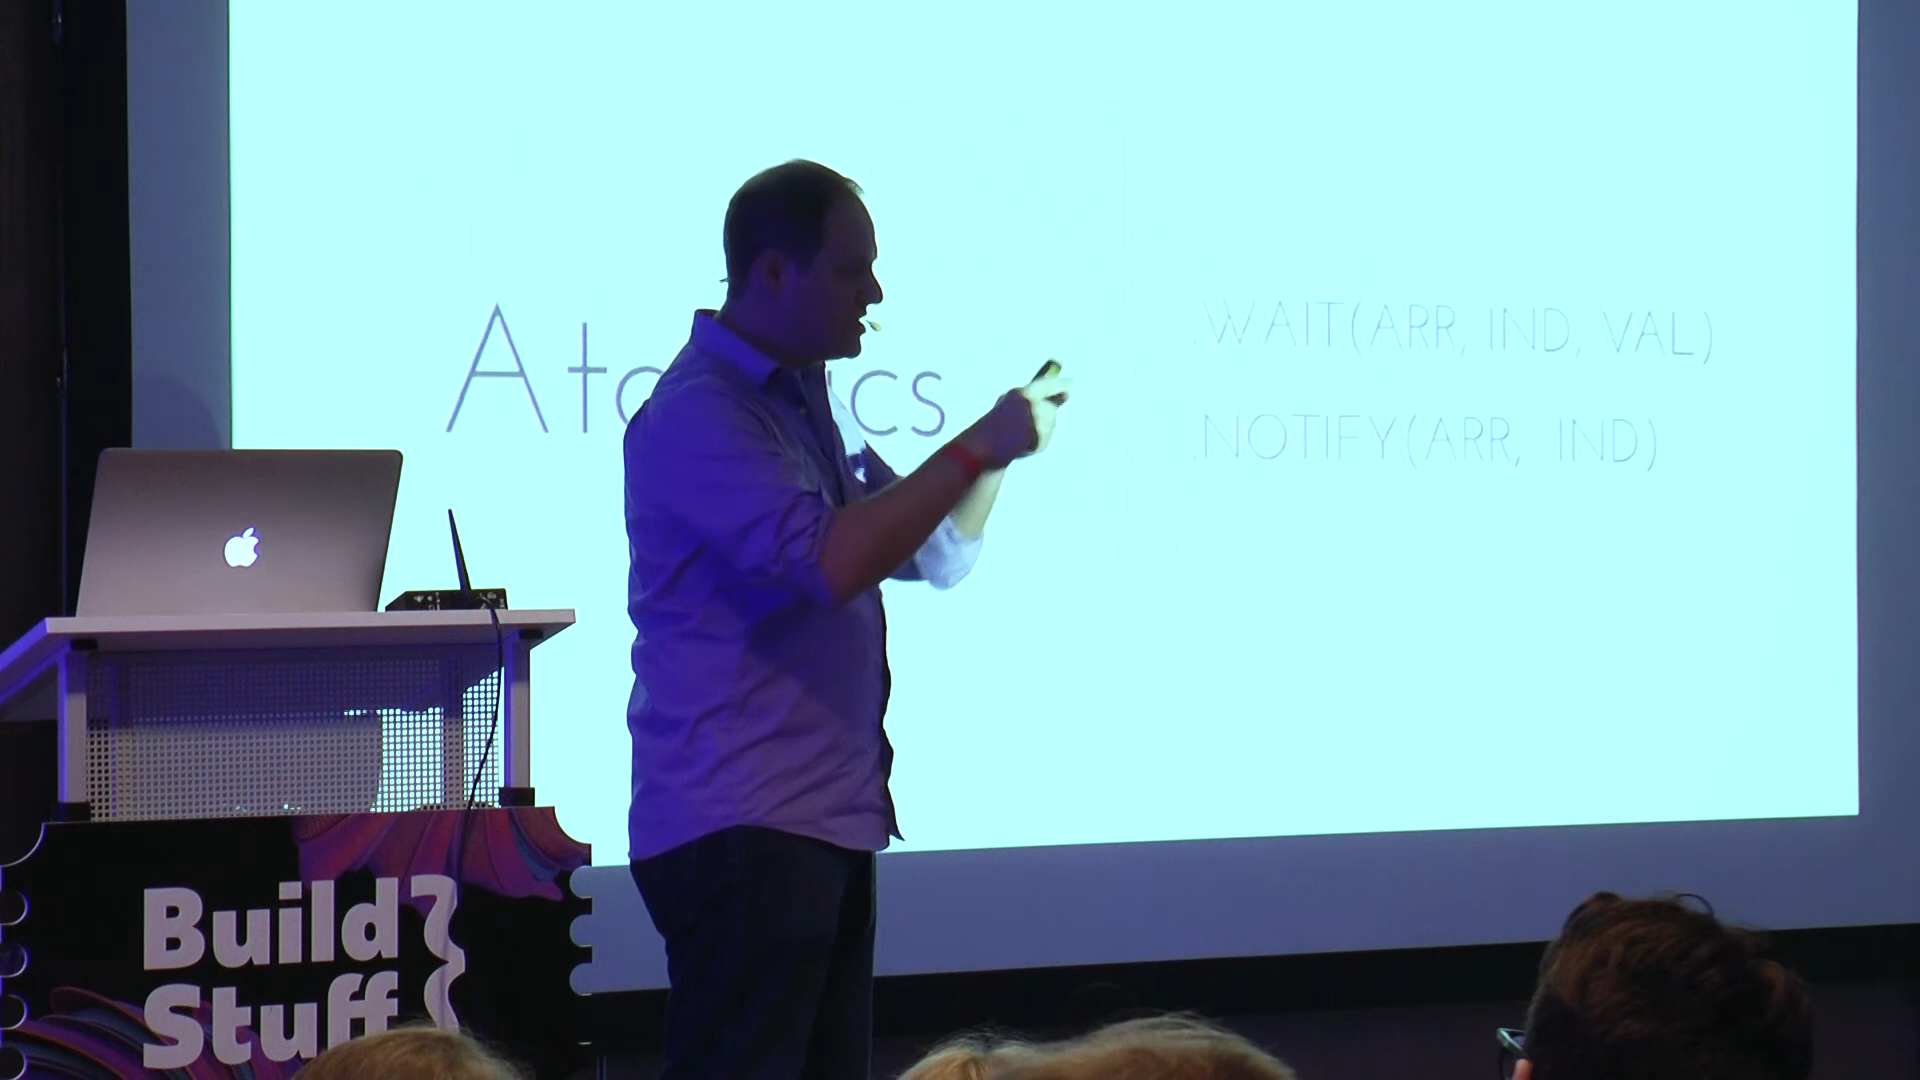 .WAIT(ARR, IND, VAL)
.NOTIFY(ARR, IND)
Build
Stuff